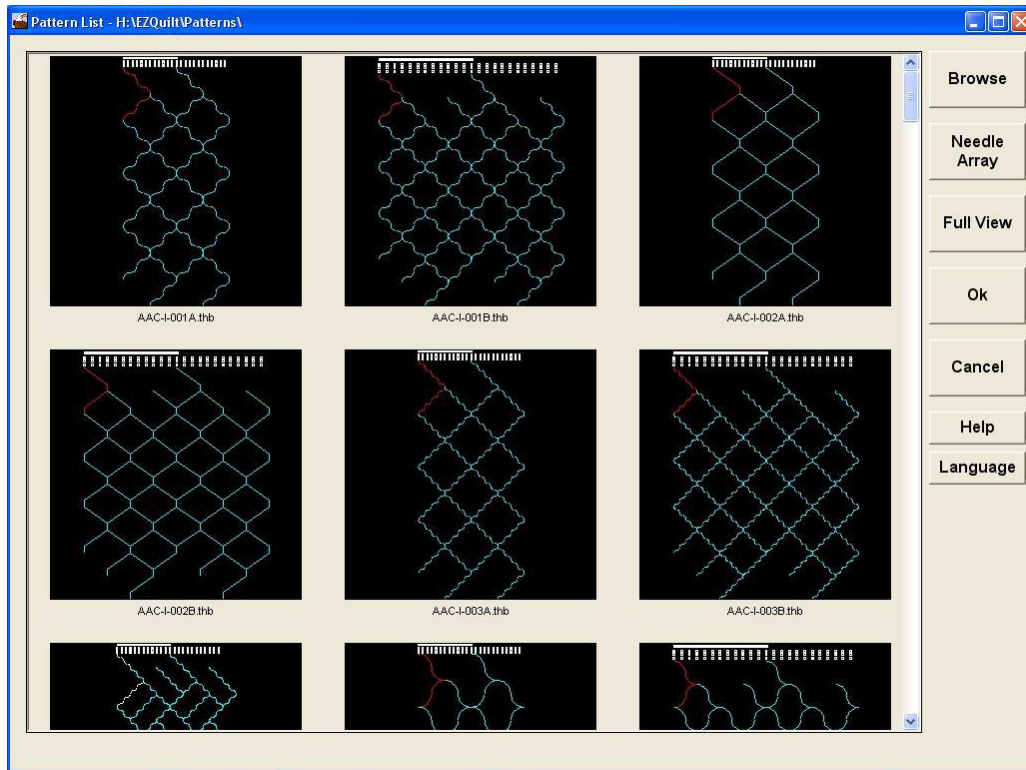 Pattern List - H:\EZQuilt\Patterns\
Browse
Needle
Array
Full View
Ok
Cancel
Help
Language
AAC-I-001A.thb
AAC-I-001B.thb
AAC-I-002A.thb
AAC-I-002B.thb
AAC-I-003A.thb
AAC-I-003B.thb